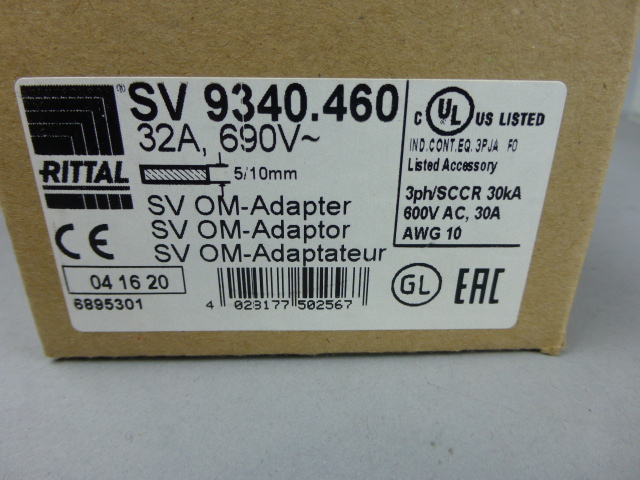 ®
SV 9340.460
32A, 690V~
RITTAL
5/10mm
SV OM-Adapter
SV OM-Adaptor
SV OM-Adaptateur
CE
04 16 20
6895301
4 028177 502567
C UL US LISTED
IND.CONT.EQ. 3PJA FO
Listed Accessory
3ph/SCCR 30kA
600V AC, 30A
AWG 10
GL
EAC